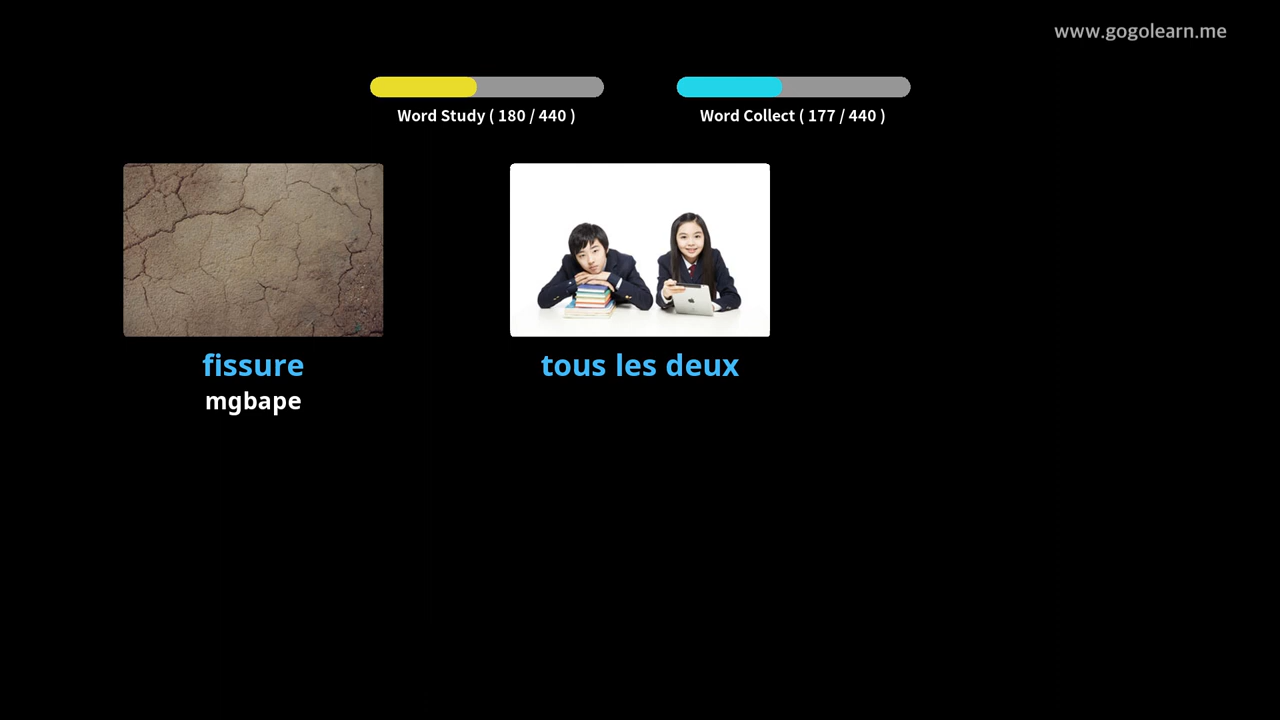 www.gogolearn.me
Word Study ( 180 / 440 )
Word Collect ( 177 / 440 )
fissure
mgbape
tous les deux